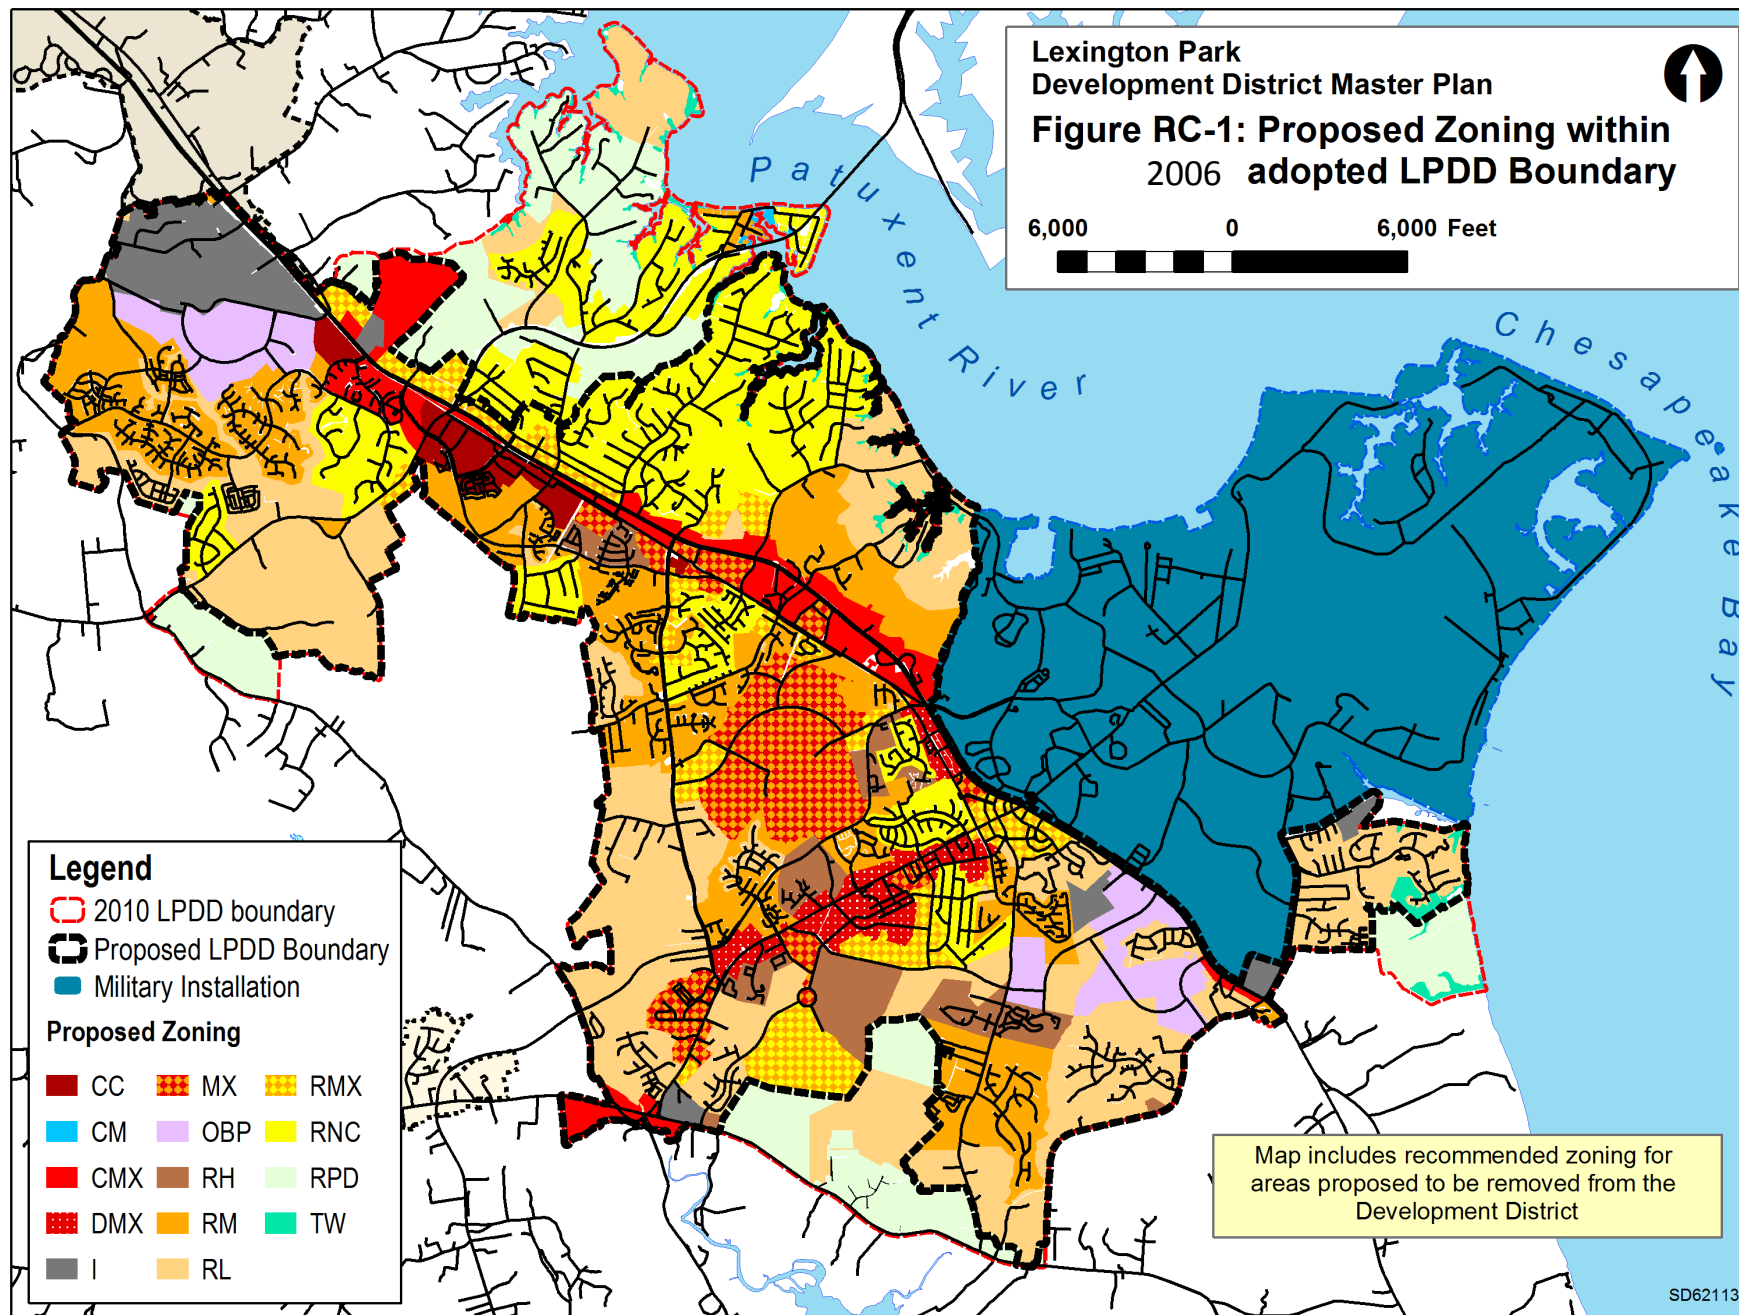 Lexington Park
Development District Master Plan
Figure RC-1: Proposed Zoning within
2006 adopted LPDD Boundary
6,000 0 6,000 Feet
Patuxent River
Chesapeake Bay
Legend
2010 LPDD boundary
Proposed LPDD Boundary
Military Installation
Proposed Zoning
CC MX RMX
CM OBP RNC
CMX RH RPD
DMX RM TW
I RL
Map includes recommended zoning for
areas proposed to be removed from the
Development District
SD62113